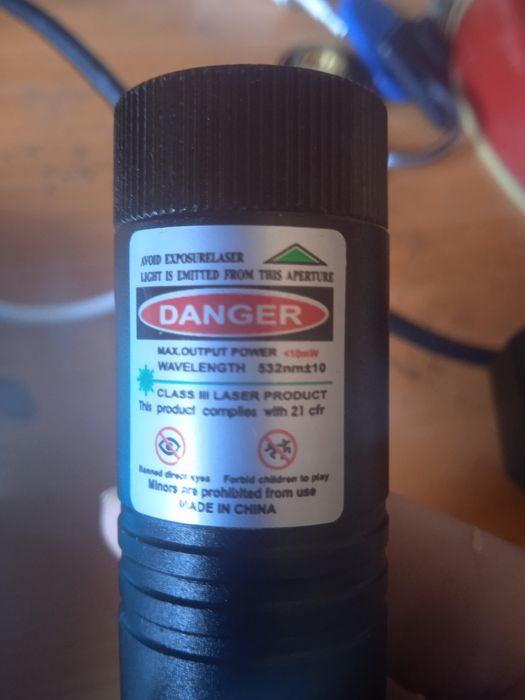 AVOID EXPOSURELASER
LIGHT IS EMITTED FROM THIS APERTURE
DANGER
MAX.OUTPUT POWER <10mW
WAVELENGTH 532nm±10
CLASS III LASER PRODUCT
This product complies with 21 cfr
Banned direct eyes Forbid children to play
Minors are prohibited from use
MADE IN CHINA